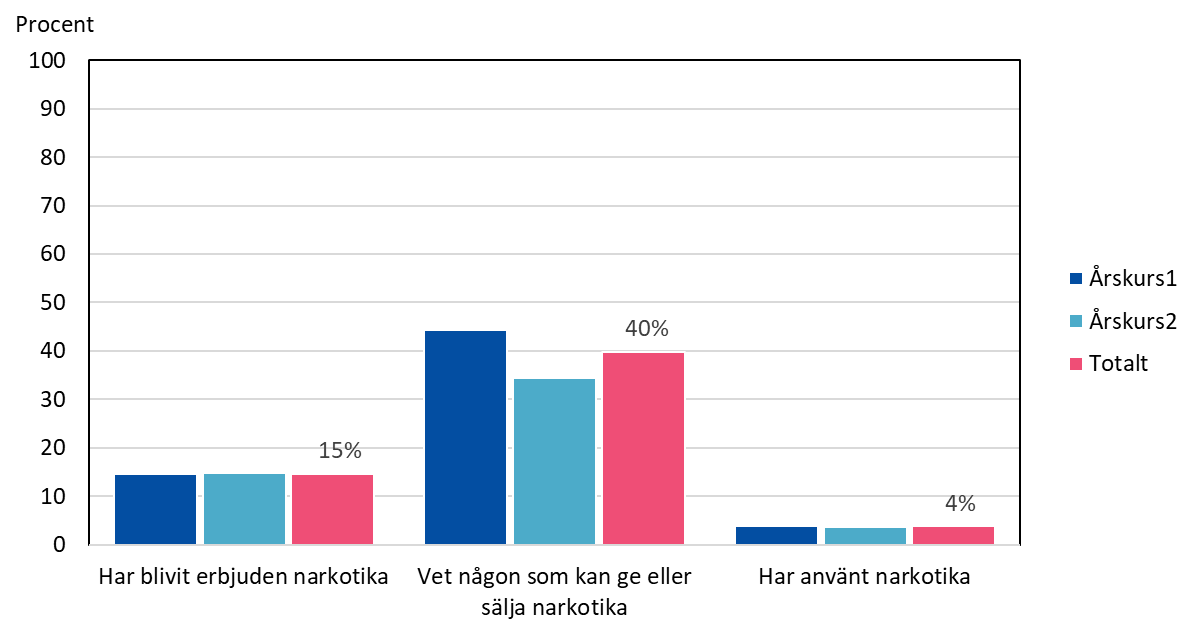 Procent
100
90
80
70
60
50
40
30
20
10
0
15%
40%
4%
Har blivit erbjuden narkotika
Vet någon som kan ge eller
sälja narkotika
Har använt narkotika
Årskurs1
Årskurs2
Totalt